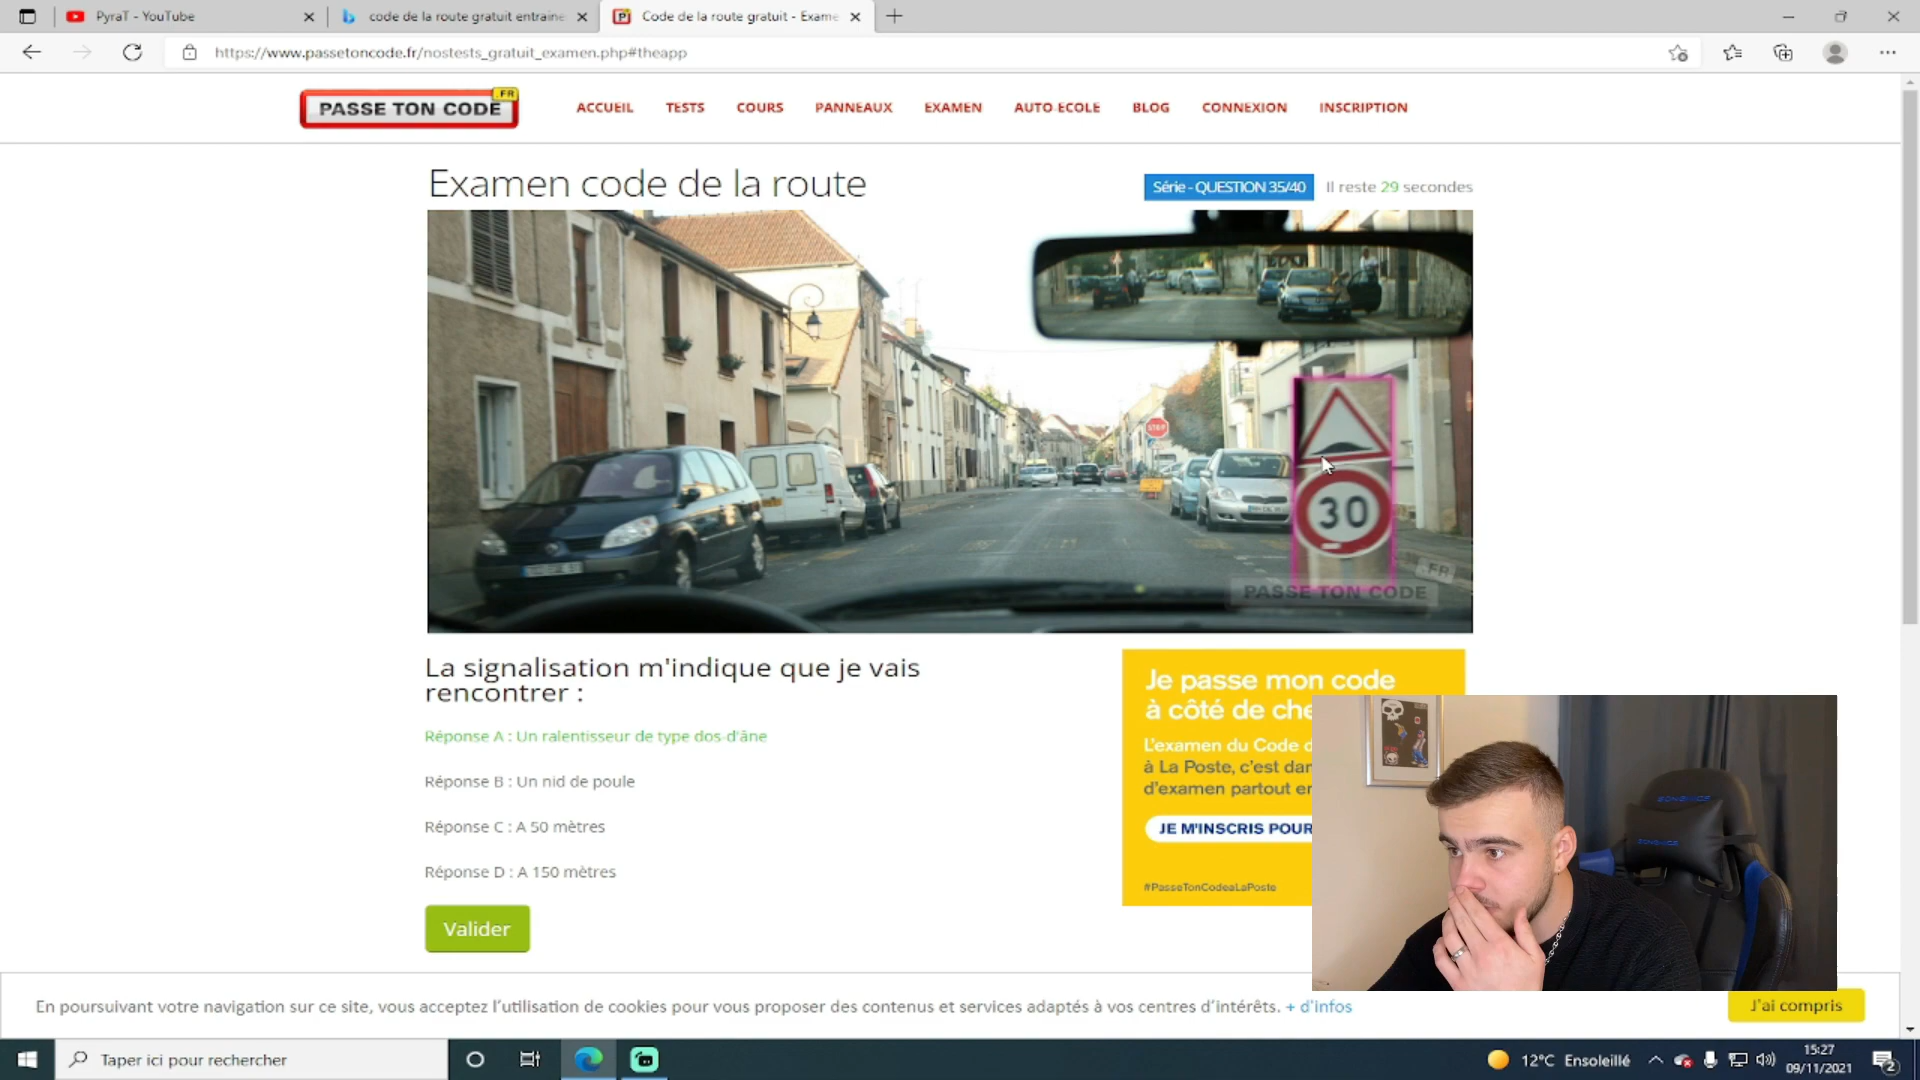 PyraT - YouTube
code de la route gratuit entraine
Code de la route gratuit - Exame
https://www.passetoncode.fr/nostests_gratuit_examen.php#theapp
PASSE TON CODE .FR
ACCUEIL
TESTS
COURS
PANNEAUX
EXAMEN
AUTO ECOLE
BLOG
CONNEXION
INSCRIPTION
Examen code de la route
Série - QUESTION 35/40
Il reste 29 secondes
STOP
30
.FR
PASSE TON CODE
La signalisation m'indique que je vais
rencontrer :
Réponse A : Un ralentisseur de type dos-d'âne
Réponse B : Un nid de poule
Réponse C : A 50 mètres
Réponse D : A 150 mètres
Valider
Je passe mon code
à côté de che
L'examen du Code d
à La Poste, c'est dan
d'examen partout en
JE M'INSCRIS POUR
#PasseTonCodeaLaPoste
En poursuivant votre navigation sur ce site, vous acceptez l'utilisation de cookies pour vous proposer des contenus et services adaptés à vos centres d'intérêts. + d'infos
J'ai compris
Taper ici pour rechercher
12°C Ensoleillé
15:27
09/11/2021
2